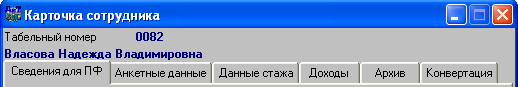 Карточка сотрудника
Табельный номер 0082
Власова Надежда Владимировна
Сведения для ПФ Анкетные данные Данные стажа Доходы Архив Конвертация